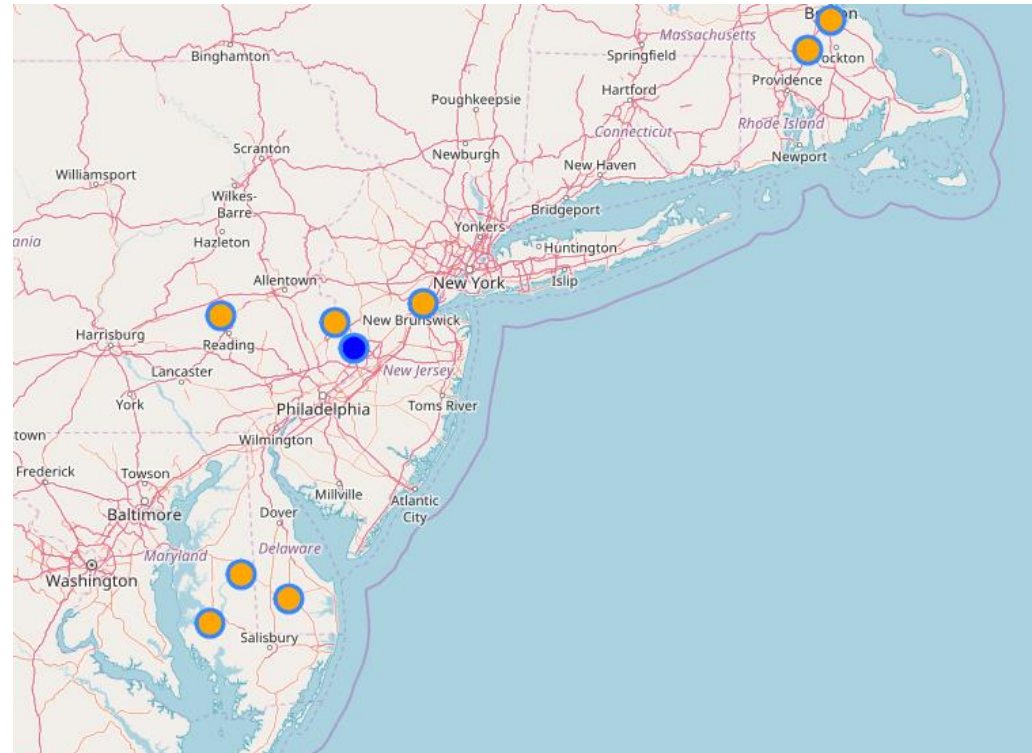 Massachusetts
Binghamton
Springfield
Providence
Hartford
Poughkeepsie
Rhode Island
Connecticut
Scranton
Newburgh
New Haven
Newport
Williamsport
Wilkes-
Barre
Bridgeport
Yonkers
Hazleton
Huntington
Allentown
New York
Islip
New Brunswick
Harrisburg
Reading
Lancaster
New Jersey
York
Philadelphia
Toms River
Wilmington
Frederick
Towson
Millville
Atlantic
City
Baltimore
Dover
Maryland
Delaware
Washington
Salisbury